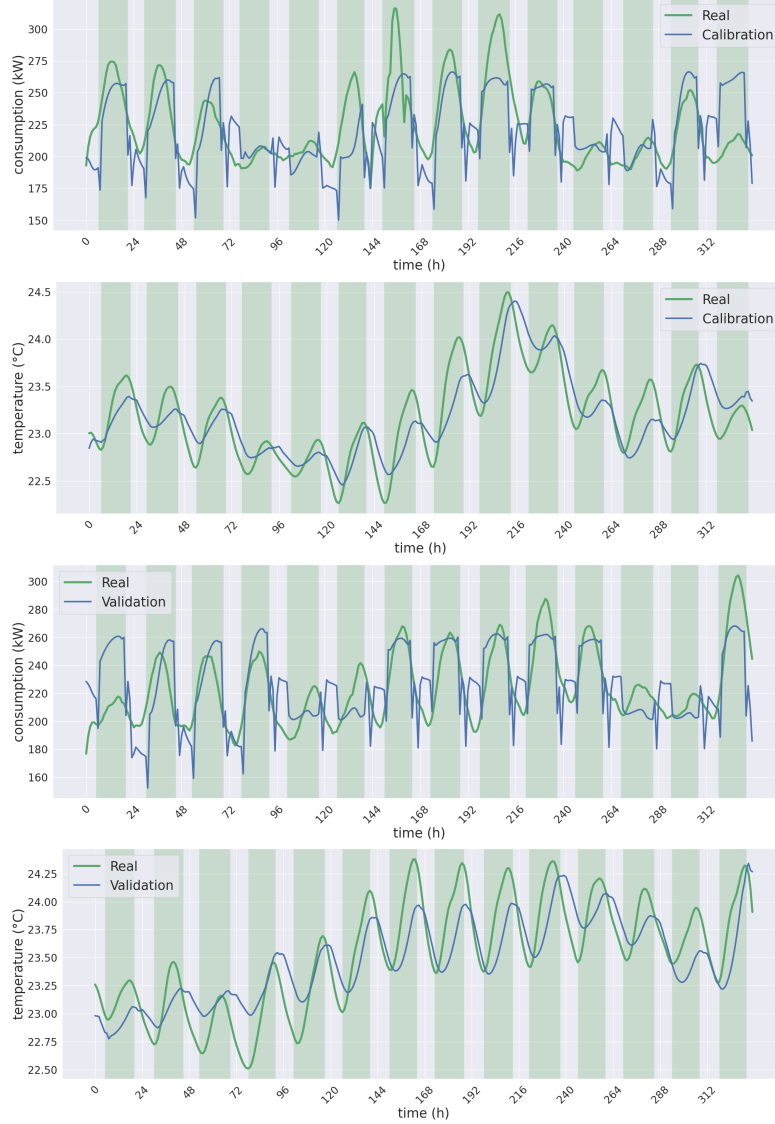 300
275
250
225
200
175
150
consumption (kW)
Real
Calibration
0 24 48 72 96 120 144 168 192 216 240 264 288 312
time (h)
24.5
24.0
23.5
23.0
22.5
temperature (°C)
Real
Calibration
0 24 48 72 96 120 144 168 192 216 240 264 288 312
time (h)
300
280
260
240
220
200
180
160
consumption (kW)
Real
Validation
0 24 48 72 96 120 144 168 192 216 240 264 288 312
time (h)
24.25
24.00
23.75
23.50
23.25
23.00
22.75
22.50
temperature (°C)
Real
Validation
0 24 48 72 96 120 144 168 192 216 240 264 288 312
time (h)